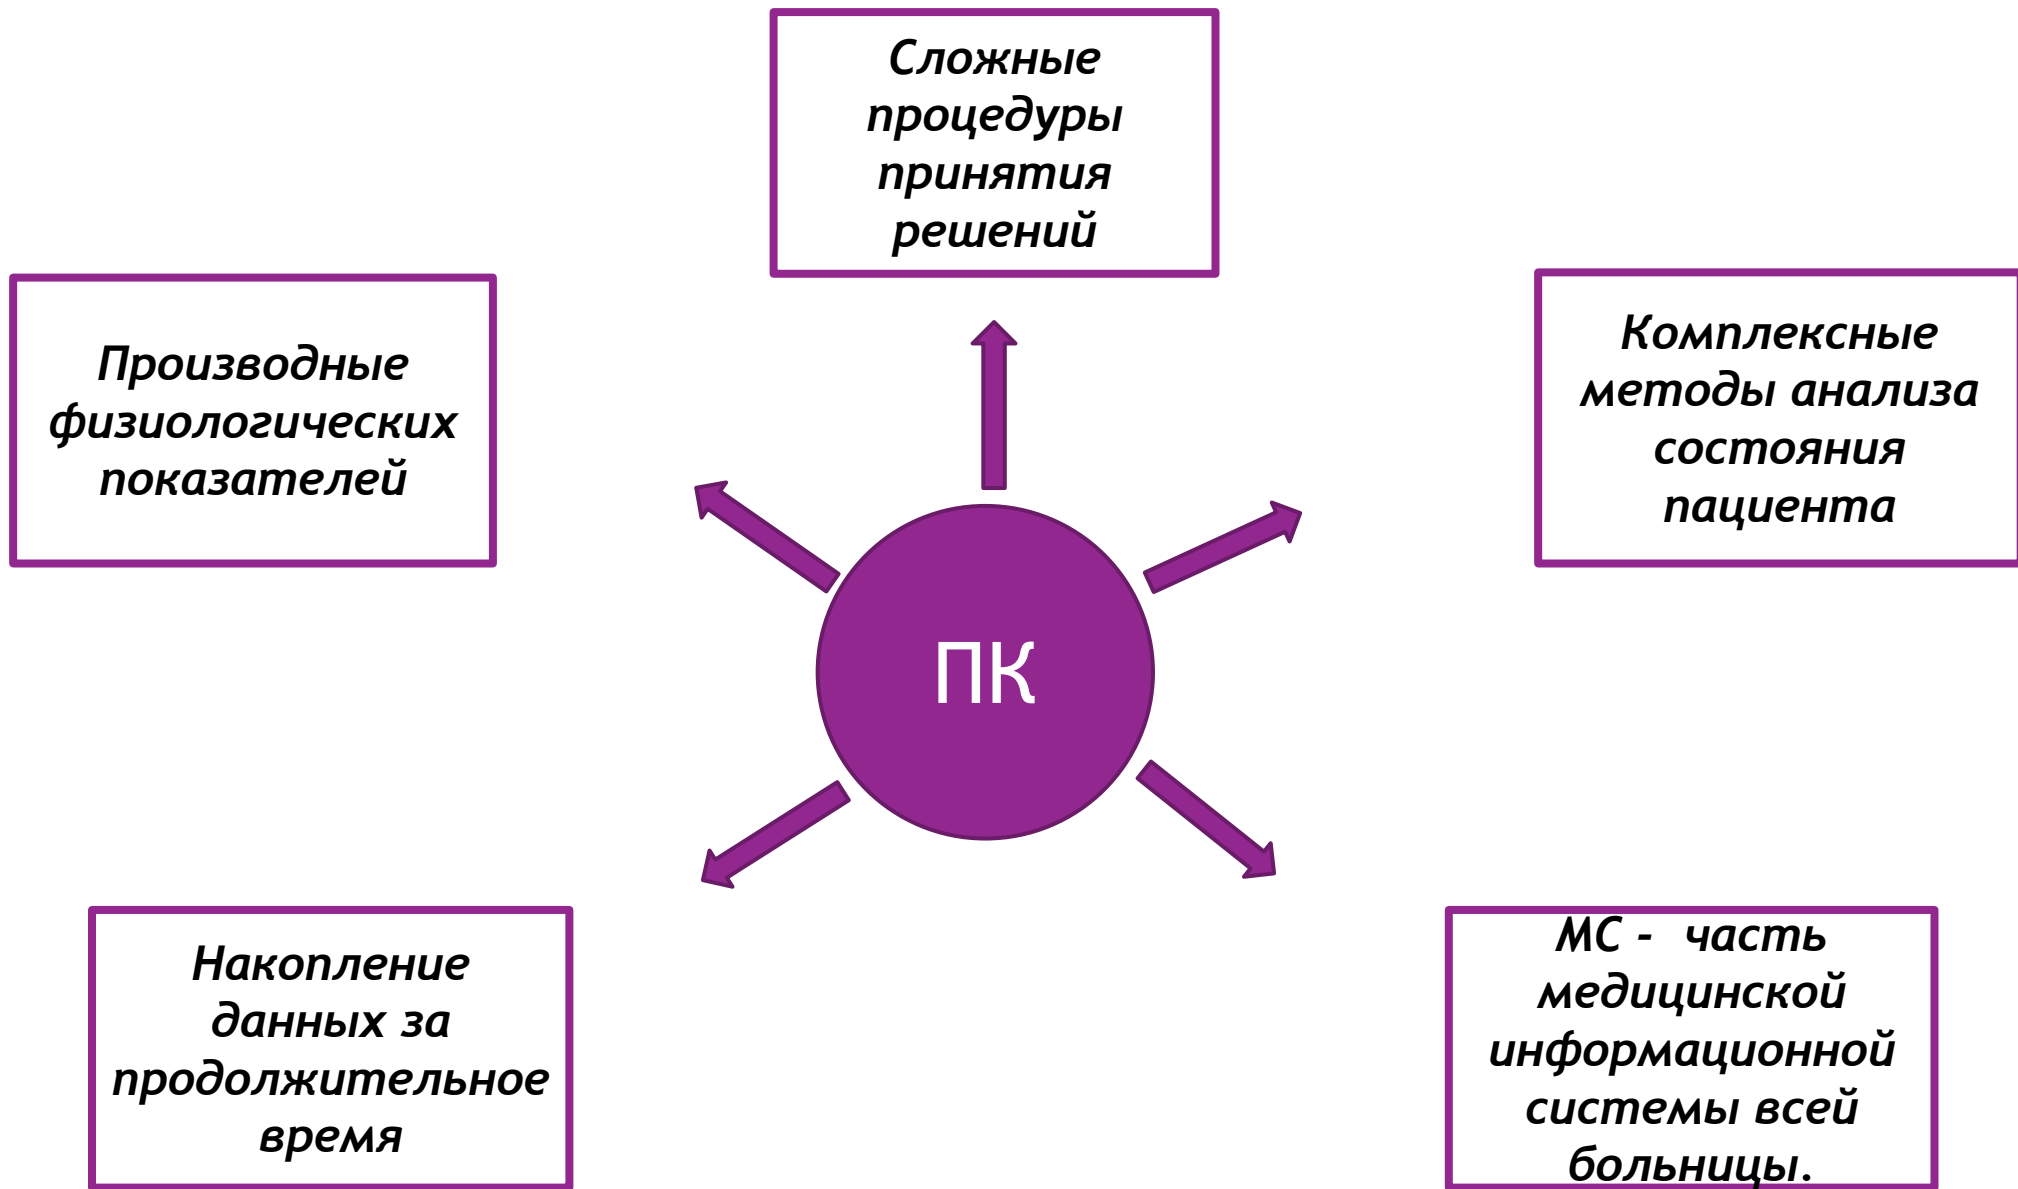 Сложные
процедуры
принятия
решений
Производные
физиологических
показателей
Комплексные
методы анализа
состояния
пациента
ПК
Накопление
данных за
продолжительное
время
МС -  часть
медицинской
информационной
системы всей
больницы.